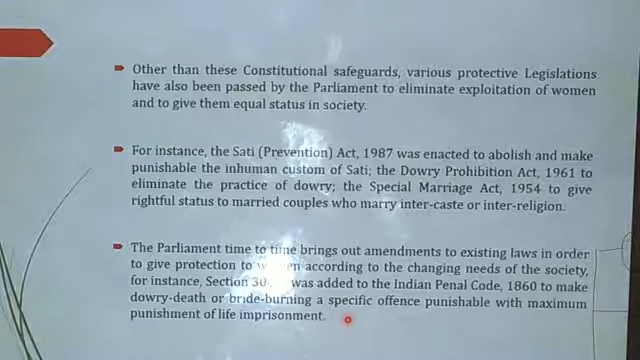 Other than these Constitutional safeguards, various protective Legislations
have also been passed by the Parliament to eliminate exploitation of women
and to give them equal status in society.
For instance, the Sati (Prevention) Act, 1987 was enacted to abolish and make
punishable the inhuman custom of Sati; the Dowry Prohibition Act, 1961 to
eliminate the practice of dowry; the Special Marriage Act, 1954 to give
rightful status to married couples who marry inter-caste or inter-religion.
The Parliament time to time brings out amendments to existing laws in order
to give protection to according to the changing needs of the society,
for instance, Section was added to the Indian Penal Code, 1860 to make
dowry-death or bride-burning a specific offence punishable with maximum
punishment of life imprisonment.